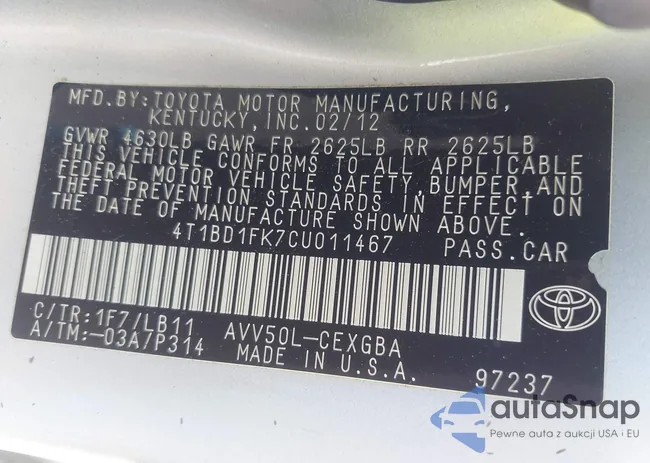 MFD. BY: TOYOTA MOTOR MANUFACTURING,
KENTUCKY, INC. 02/12
GVWR 4630LB GAWR FR 2625LB RR 2625LB
THIS VEHICLE CONFORMS TO ALL APPLICABLE
FEDERAL MOTOR VEHICLE SAFETY, BUMPER, AND
THEFT PREVENTION STANDARDS IN EFFECT ON
THE DATE OF MANUFACTURE SHOWN ABOVE.
4T1BD1FK7CU011467 PASS. CAR
C/TR: 1F7/LB11 AVV50L-CEXGBA
A/TM: -03A/P314 MADE IN U.S.A.
97237
TOYOTA
autaSnap
Pewne auta z aukcji USA i EU